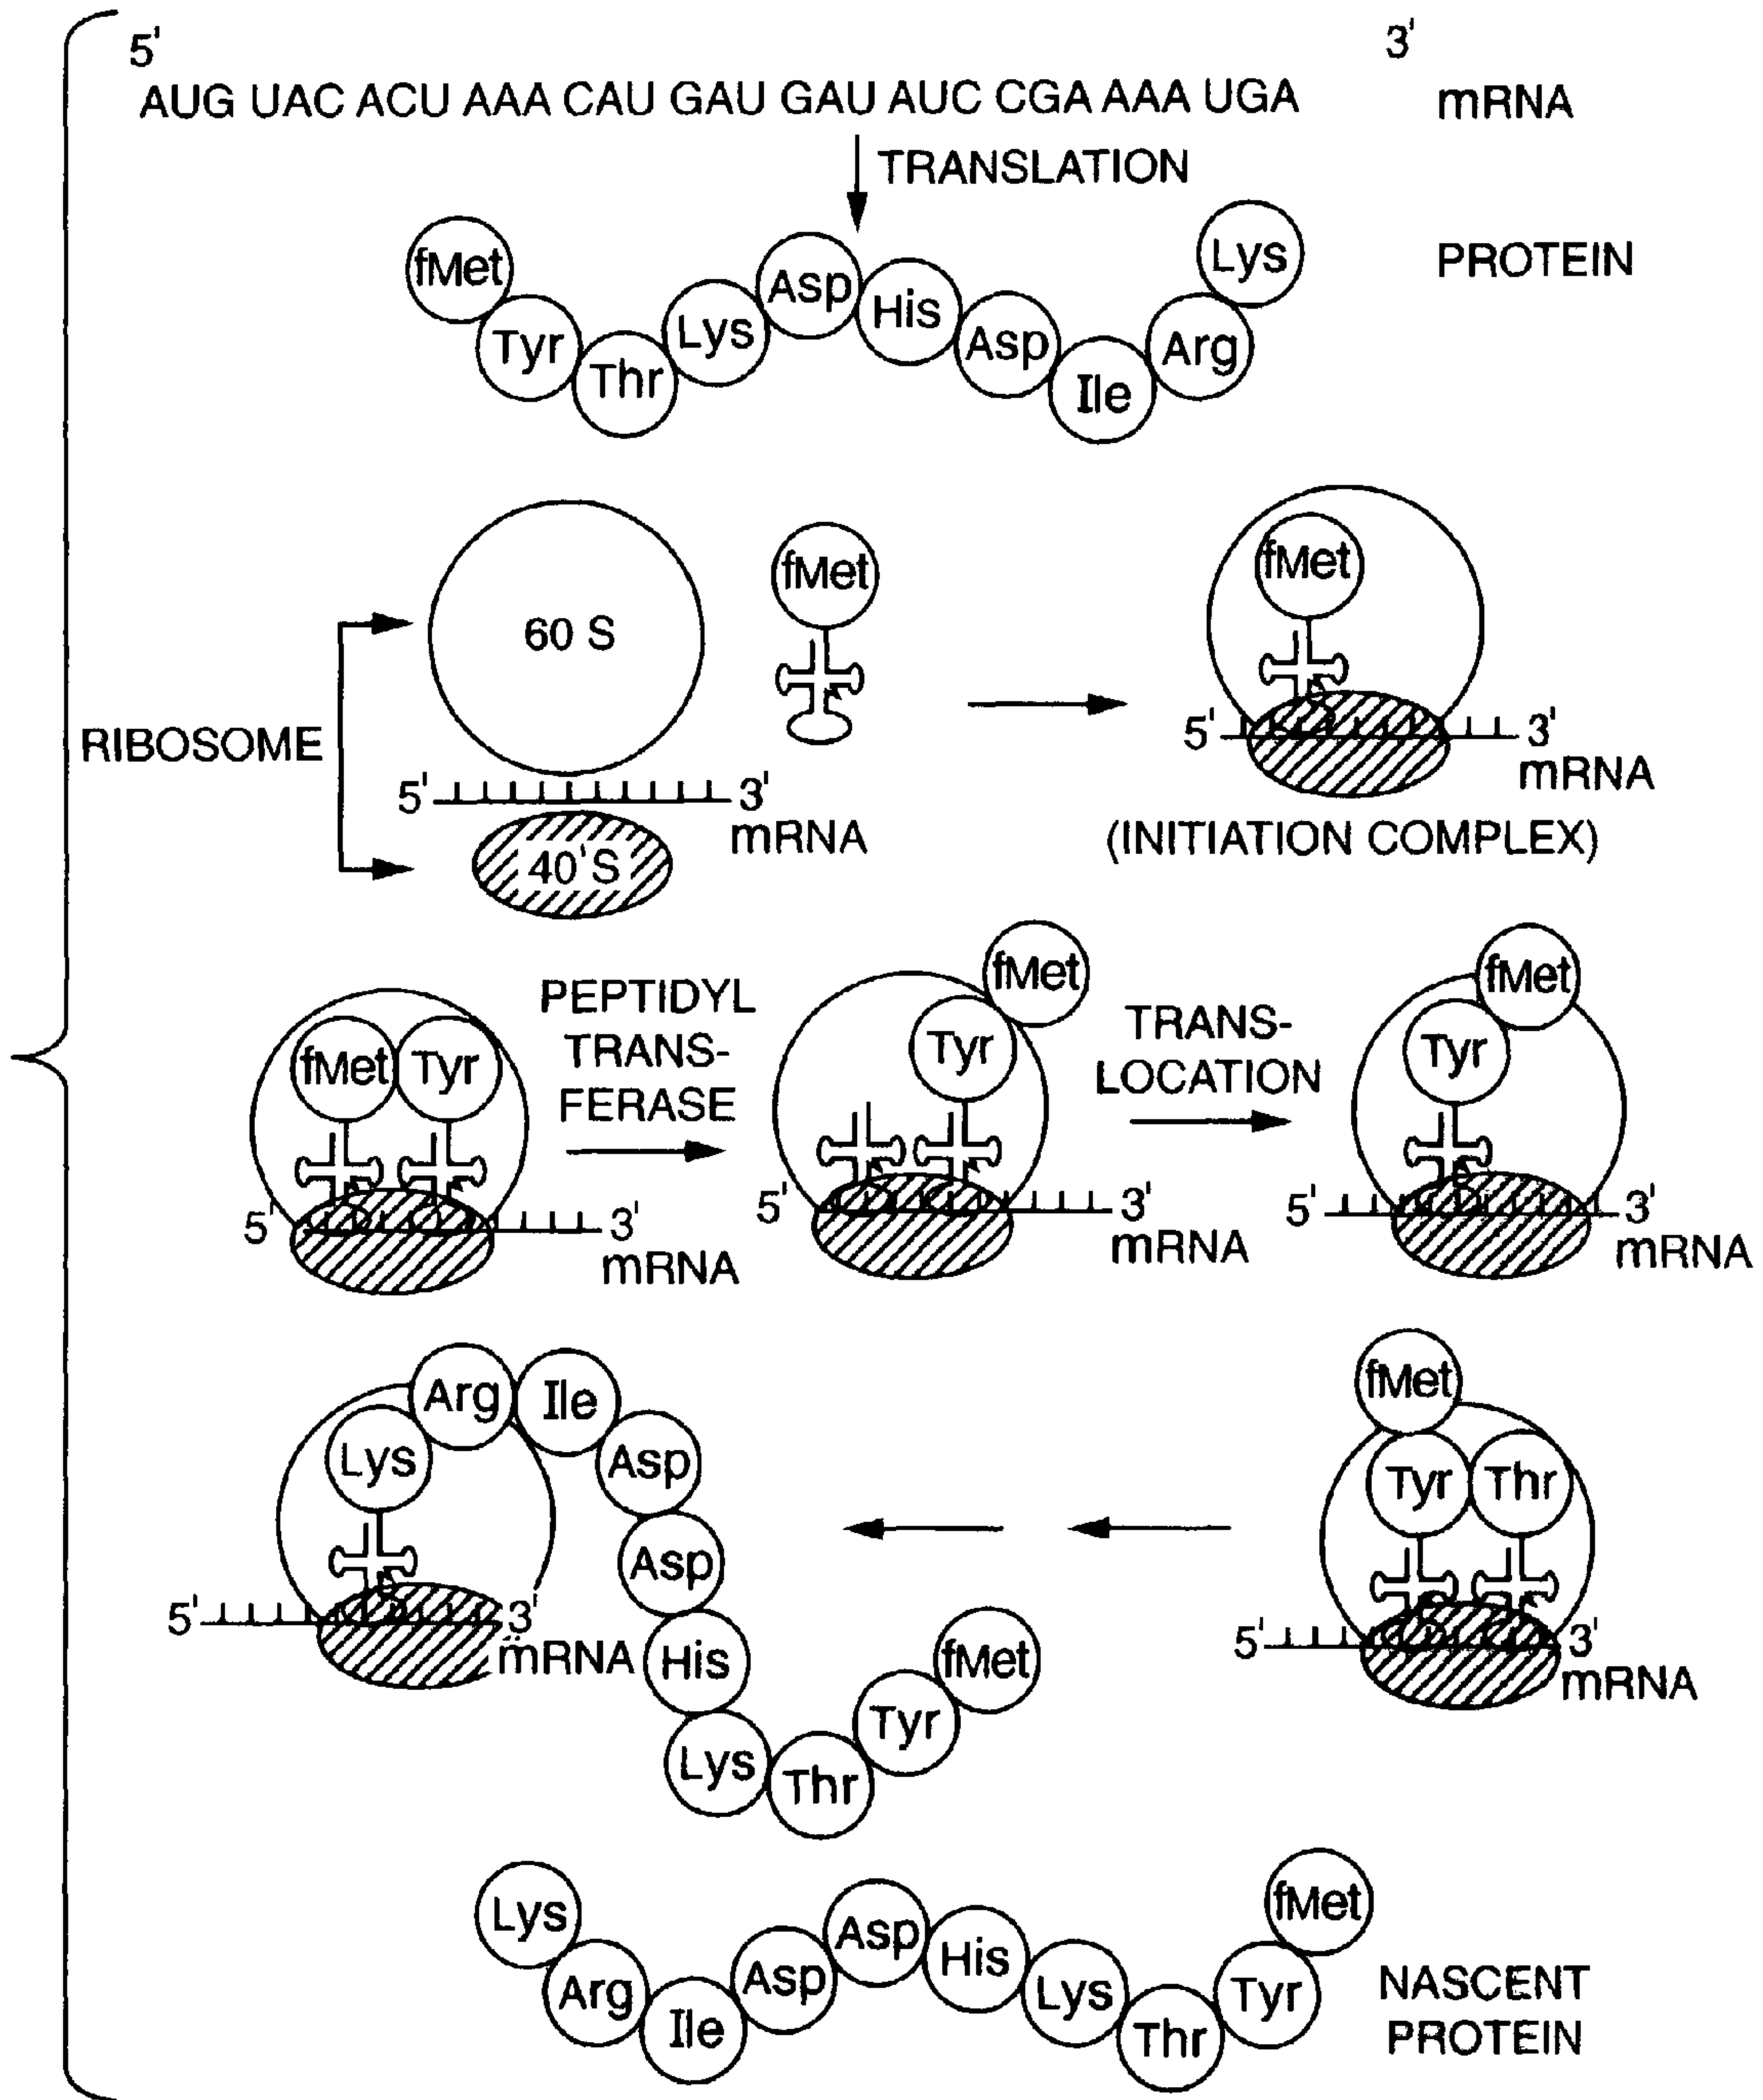 5' 3'
AUG UAC ACU AAA CAU GAU GAU AUC CGA AAA UGA mRNA
TRANSLATION
fMet Tyr Thr Lys Asp His Asp Ile Arg Lys PROTEIN
RIBOSOME
60 S
fMet
5' 3'
mRNA
40'S
fMet
5' 3'
mRNA
(INITIATION COMPLEX)
fMet Tyr
5' 3'
mRNA
PEPTIDYL
TRANS-
FERASE
fMet
Tyr
5' 3'
mRNA
TRANS-
LOCATION
fMet
Tyr
5' 3'
mRNA
fMet
Tyr Thr
5' 3'
mRNA
Lys Arg Ile Asp Asp His Lys Thr Tyr fMet
5' 3'
mRNA
Lys Arg Ile Asp Asp His Lys Thr Tyr fMet
NASCENT
PROTEIN